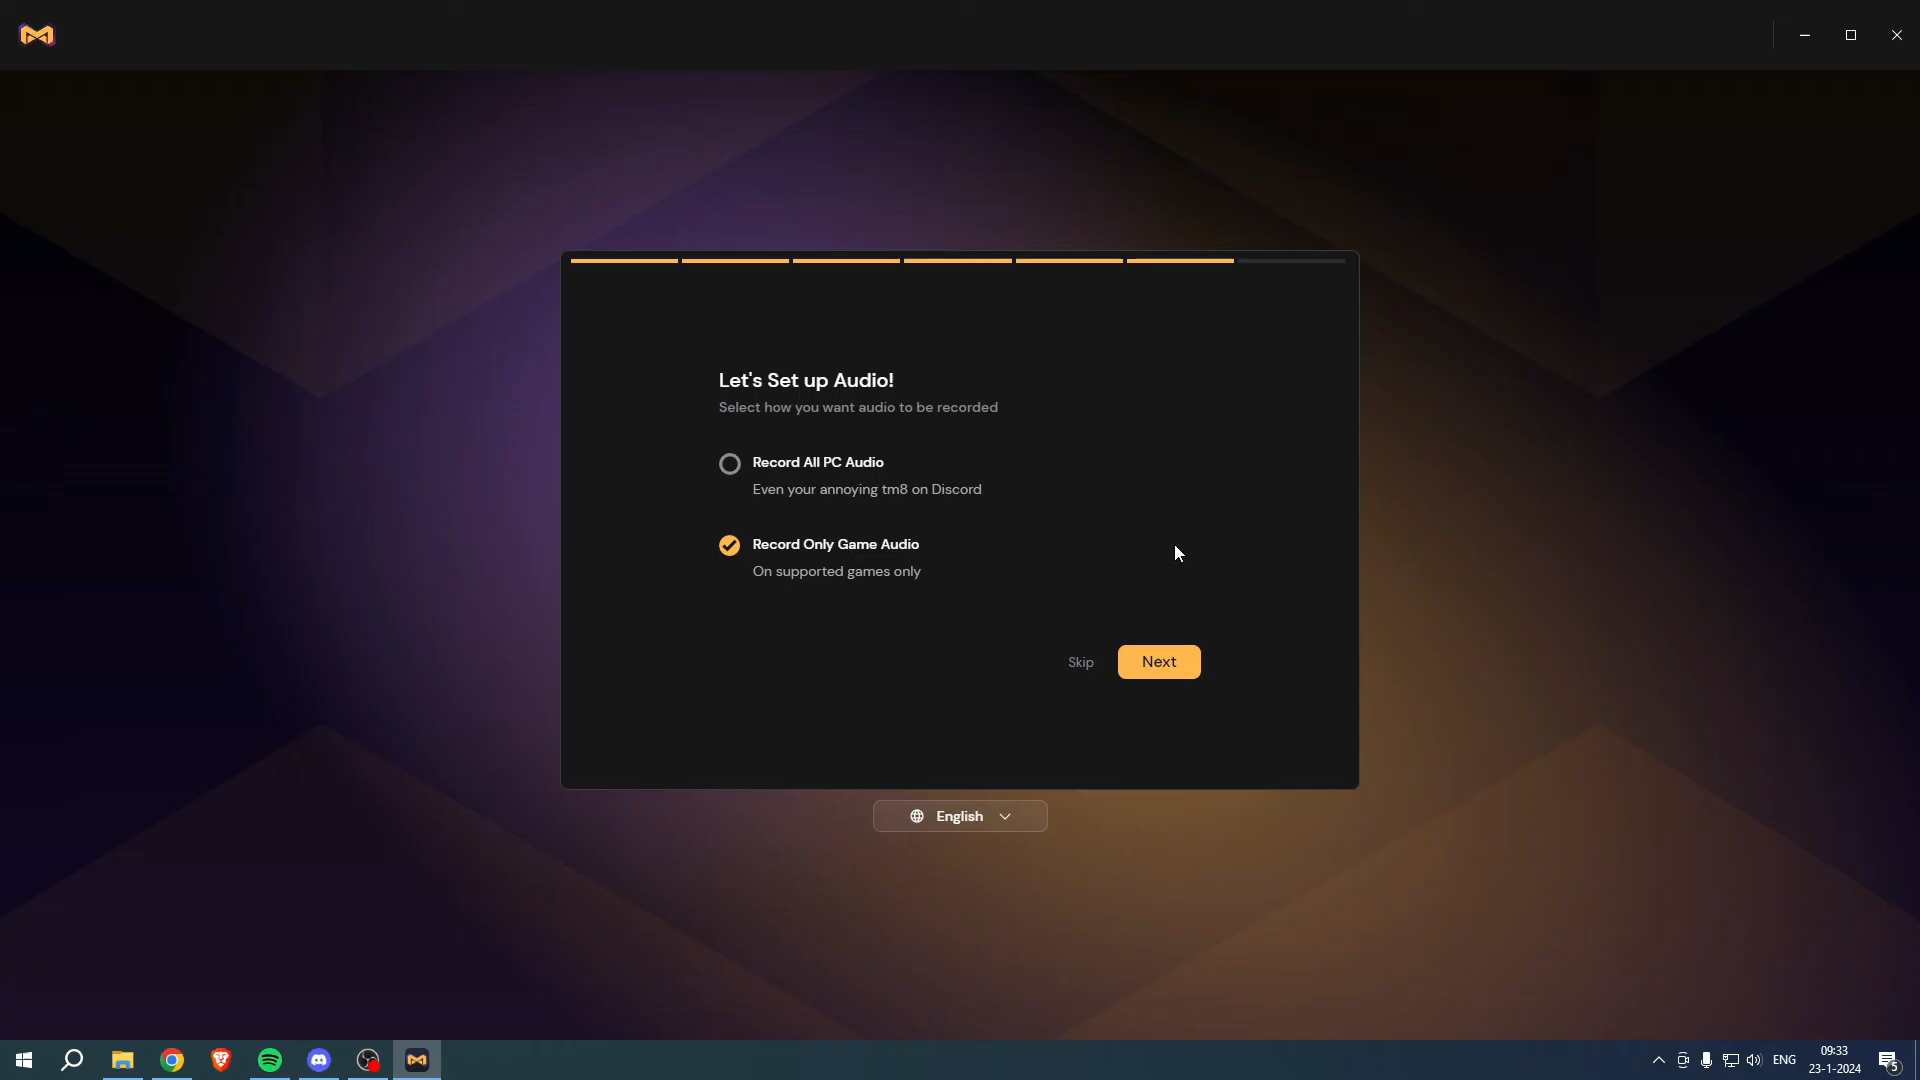 Let's Set up Audio!
Select how you want audio to be recorded
Record All PC Audio
Even your annoying tm8 on Discord
Record Only Game Audio
On supported games only
Skip
Next
English
ENG
09:33
23-1-2024
5